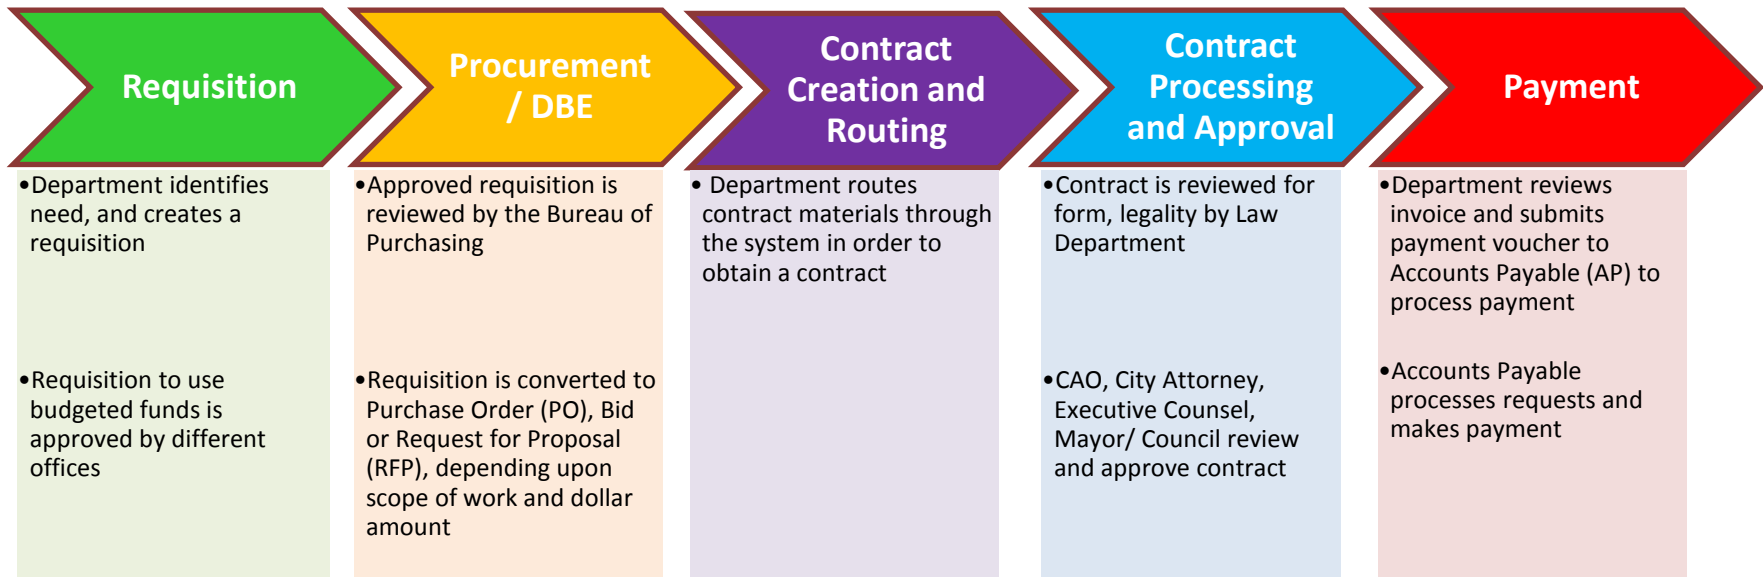 Requisition
•Department identifies
need, and creates a
requisition
•Requisition to use
budgeted funds is
approved by different
offices
Procurement
/ DBE
•Approved requisition is
reviewed by the Bureau of
Purchasing
•Requisition is converted to
Purchase Order (PO), Bid
or Request for Proposal
(RFP), depending upon
scope of work and dollar
amount
Contract
Creation and
Routing
• Department routes
contract materials through
the system in order to
obtain a contract
Contract
Processing
and Approval
•Contract is reviewed for
form, legality by Law
Department
•CAO, City Attorney,
Executive Counsel,
Mayor/ Council review
and approve contract
Payment
•Department reviews
invoice and submits
payment voucher to
Accounts Payable (AP) to
process payment
•Accounts Payable
processes requests and
makes payment